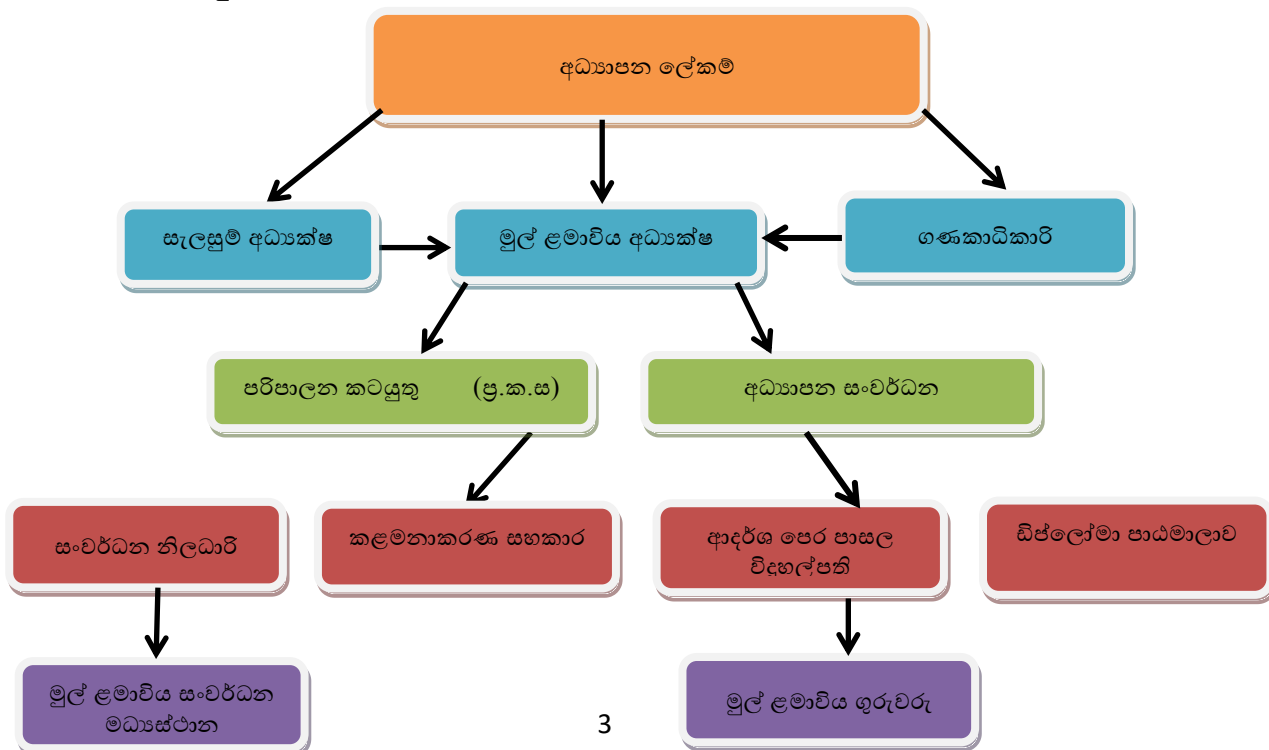 අධ්‍යාපන ලේකම්
සැලසුම් අධ්‍යක්ෂ
මුල් ළමාවිය අධ්‍යක්ෂ
ගණකාධිකාරි
පරිපාලන කටයුතු (ප්‍ර.ක.ස)
අධ්‍යාපන සංවර්ධන
සංවර්ධන නිලධාරි
කළමනාකරණ සහකාර
ආදර්ශ පෙර පාසල
විදුහල්පති
ඩිප්ලෝමා පාඨමාලාව
මුල් ළමාවිය සංවර්ධන
මධ්‍යස්ථාන
මුල් ළමාවිය ගුරුවරු
3